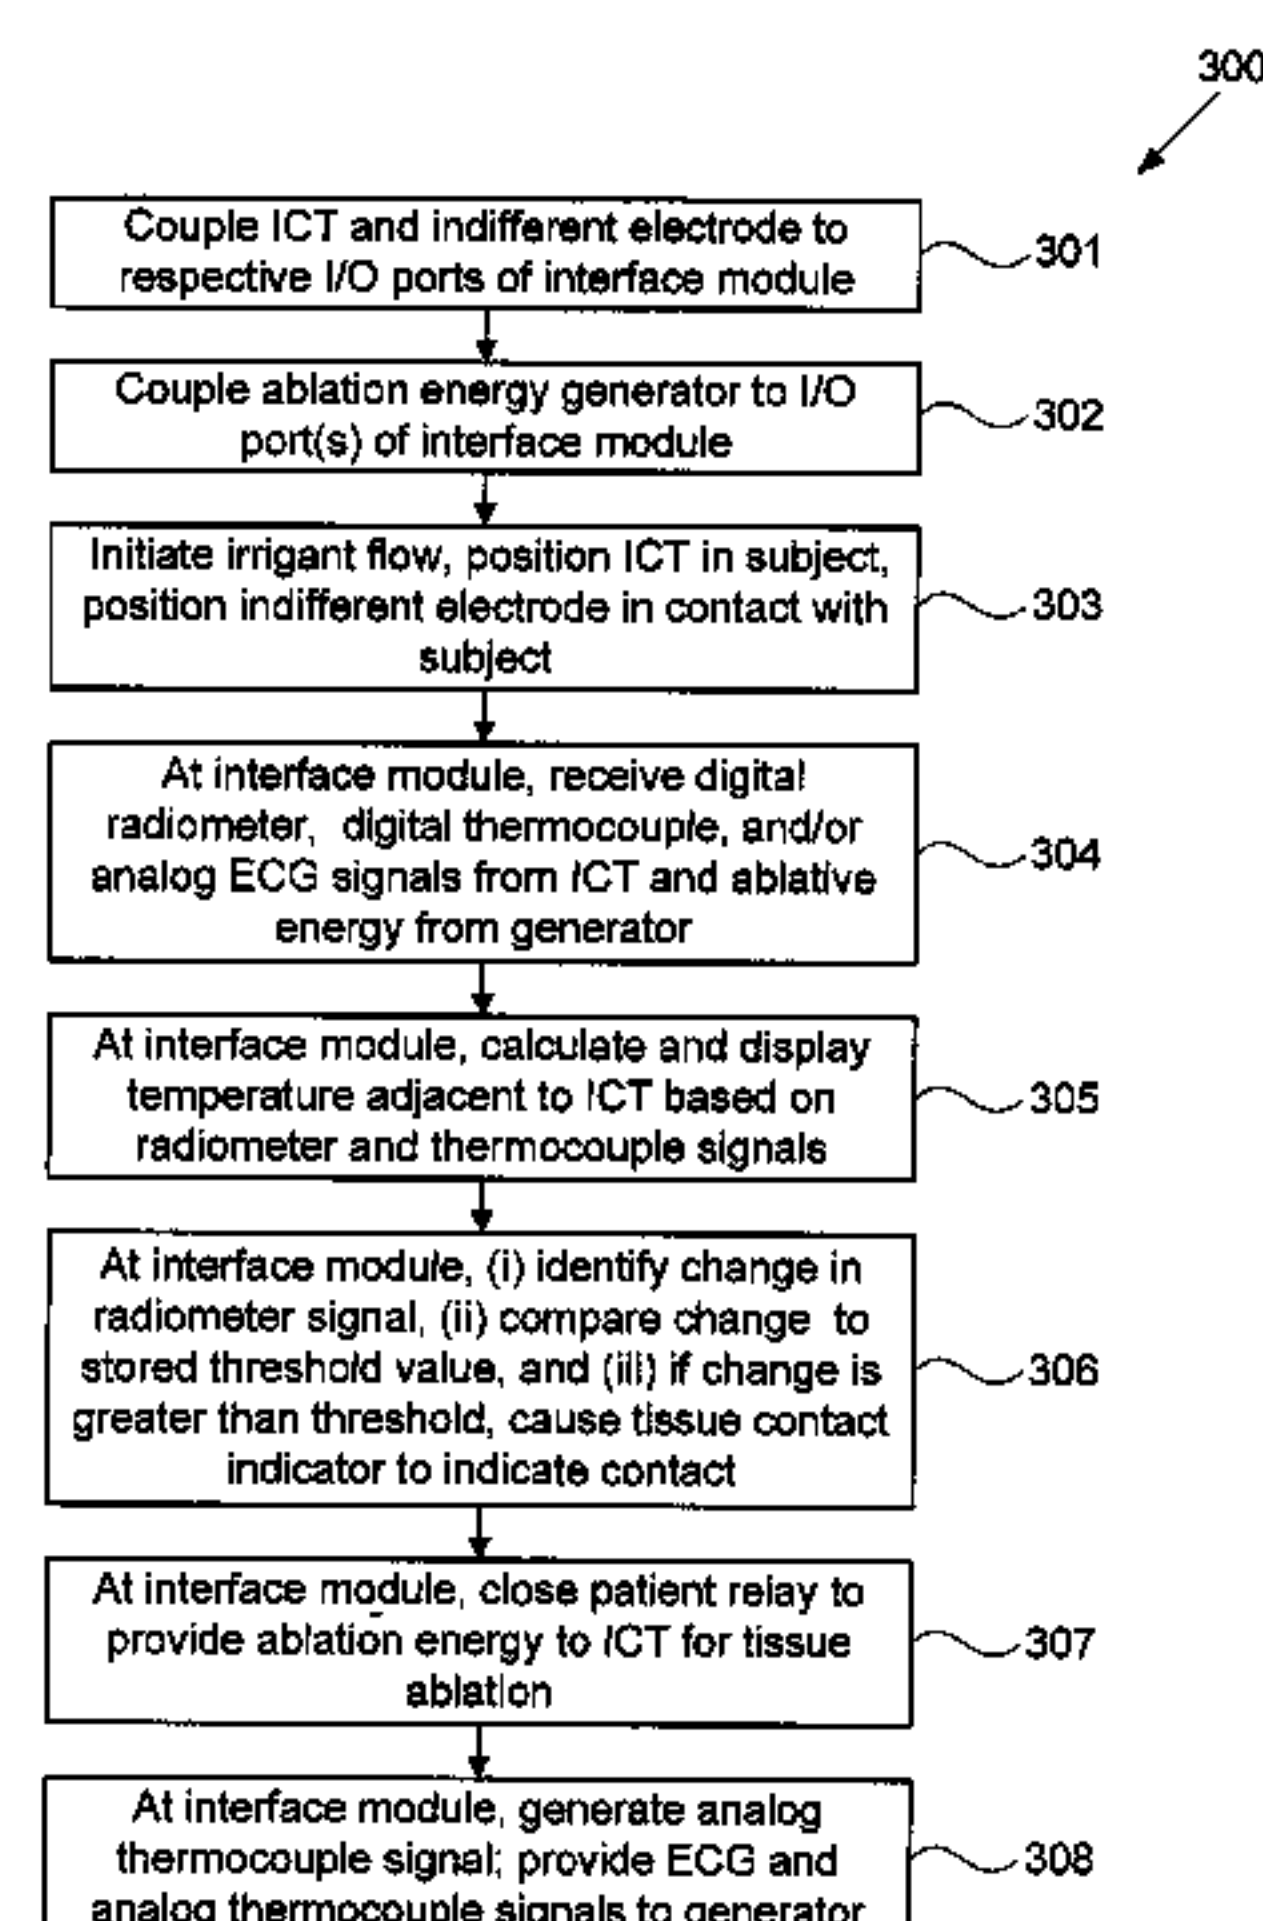 300
Couple ICT and indifferent electrode to
respective I/O ports of interface module
301
Couple ablation energy generator to I/O
port(s) of interface module
302
Initiate irrigant flow, position ICT in subject,
position indifferent electrode in contact with
subject
303
At interface module, receive digital
radiometer, digital thermocouple, and/or
analog ECG signals from ICT and ablative
energy from generator
304
At interface module, calculate and display
temperature adjacent to ICT based on
radiometer and thermocouple signals
305
At interface module, (i) identify change in
radiometer signal, (ii) compare change to
stored threshold value, and (iii) if change is
greater than threshold, cause tissue contact
indicator to indicate contact
306
At interface module, close patient relay to
provide ablation energy to ICT for tissue
ablation
307
At interface module, generate analog
thermocouple signal; provide ECG and
analog thermocouple signals to generator
308